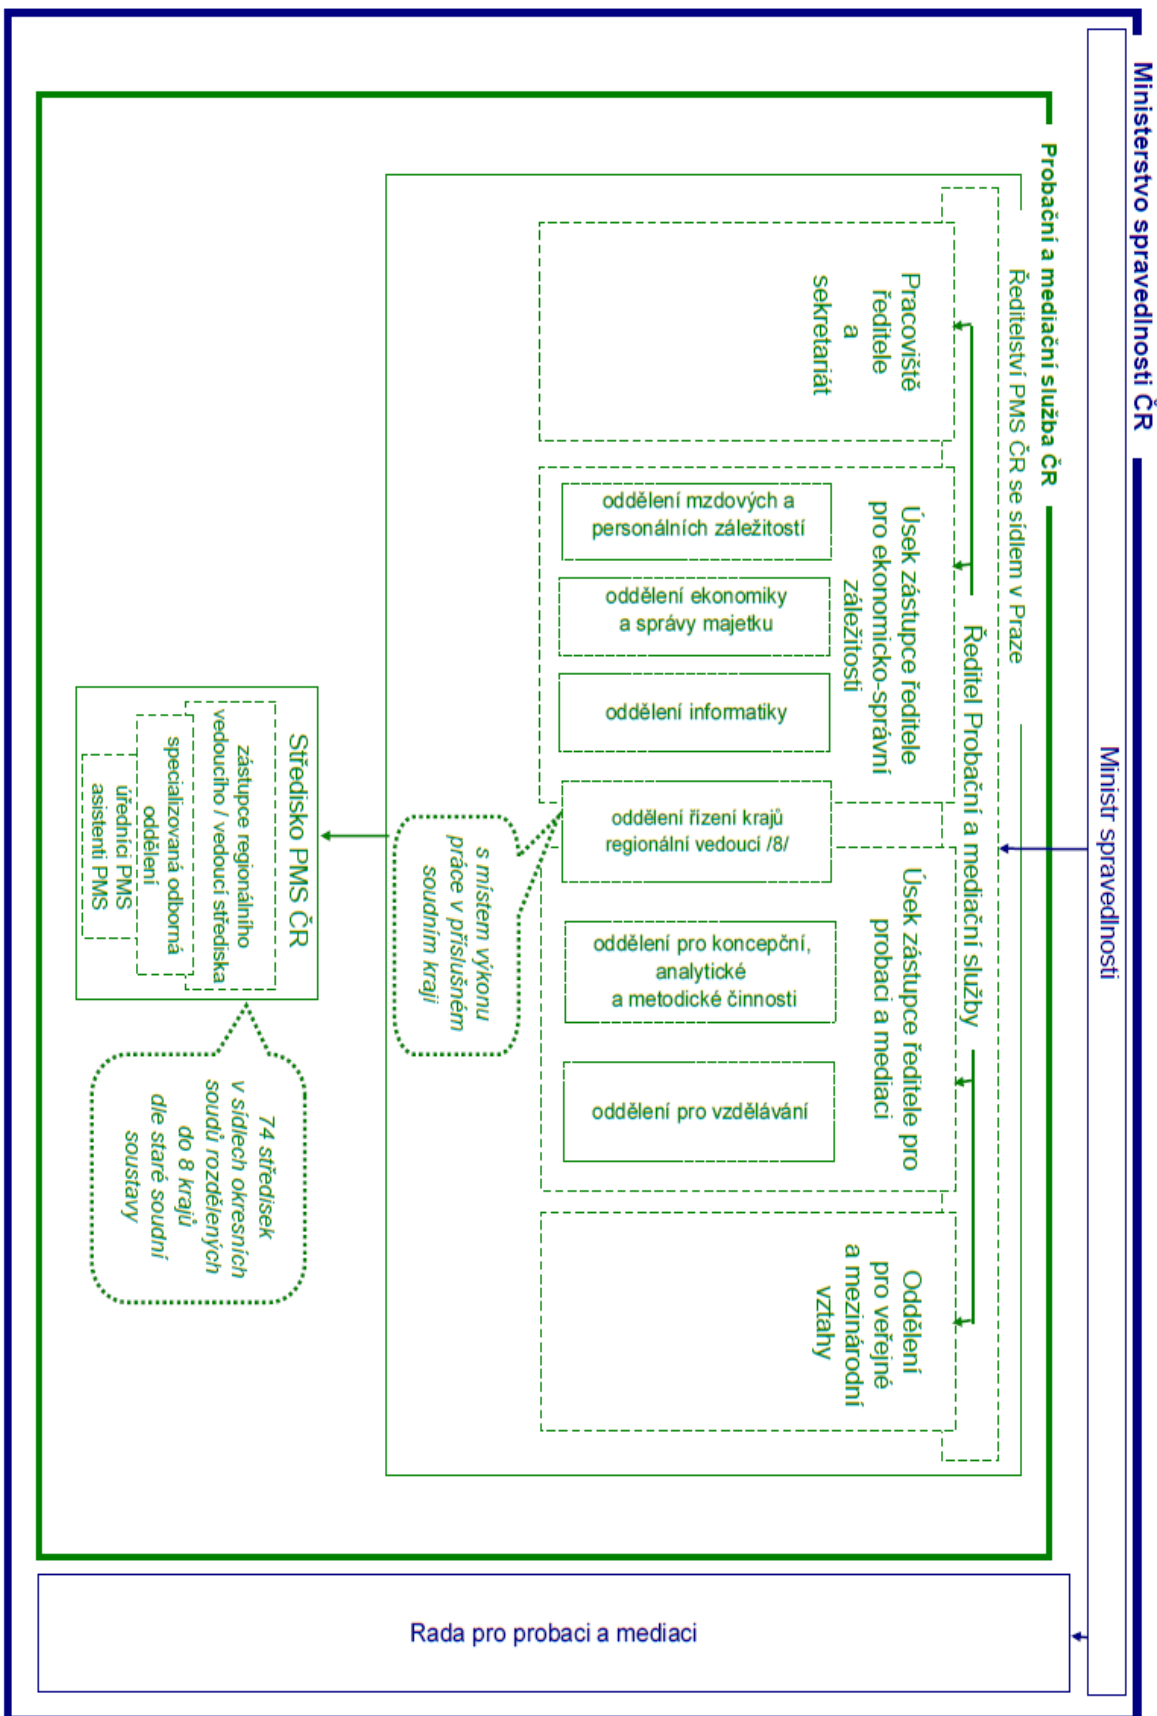 Ministerstvo spravedlnosti ČR
Ministr spravedlnosti
Probační a mediační služba ČR
Ředitelství PMS ČR se sídlem v Praze
Ředitel Probační a mediační služby
Pracoviště
ředitele
a
sekretariát
Úsek zástupce ředitele
pro ekonomicko-správní
záležitosti
oddělení mzdových a
personálních záležitostí
oddělení ekonomiky
a správy majetku
oddělení informatiky
oddělení řízení krajů
regionální vedoucí /8/
Úsek zástupce ředitele pro
probaci a mediaci
oddělení pro koncepční,
analytické
a metodické činnosti
oddělení pro vzdělávání
Oddělení
pro veřejné
a mezinárodní
vztahy
s místem výkonu
práce v příslušném
soudním kraji
Středisko PMS ČR
zástupce regionálního
vedoucího / vedoucí střediska
specializovaná odborná
oddělení
úředníci PMS
asistenti PMS
74 středisek
v sídlech okresních
soudů rozdělených
do 8 krajů
dle staré soudní
soustavy
Rada pro probaci a mediaci